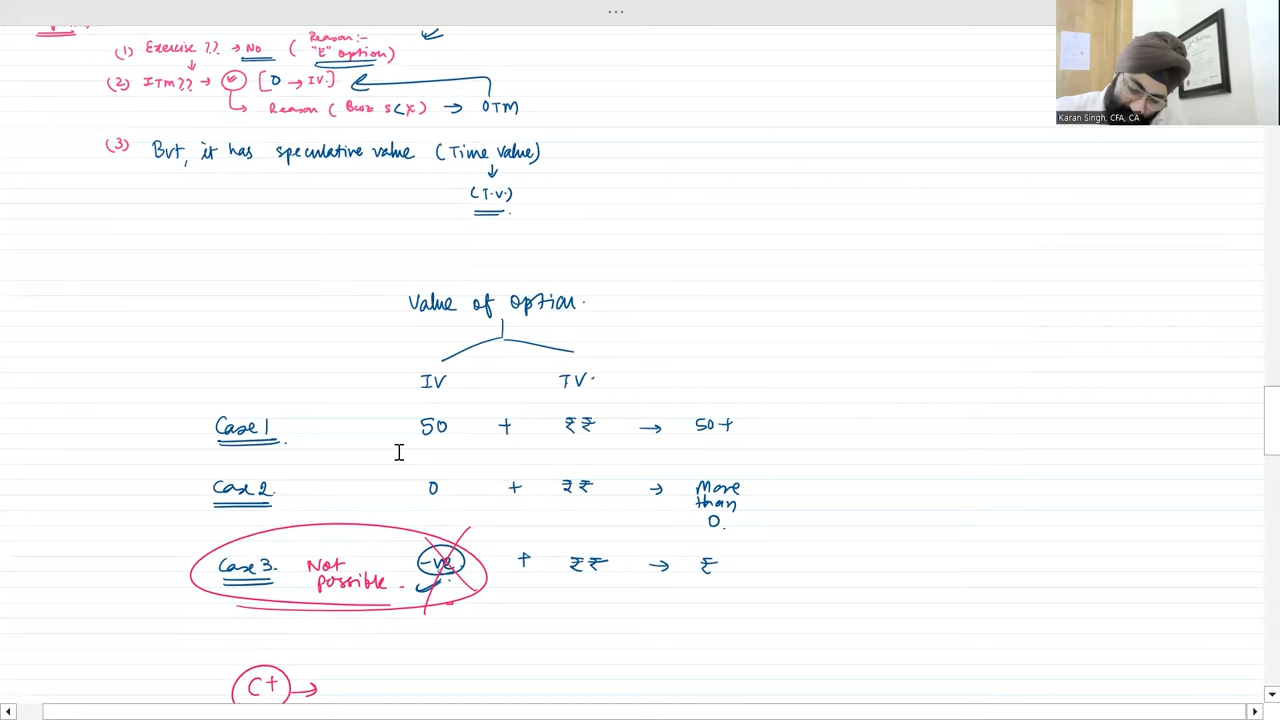 (1) Exercise ?? → No ( Reason:- "E" option)
(2) ITM ?? → [0 → IV.]
Reason ( Bcoz S < X) → OTM
(3) But, it has speculative value (Time value)
(T.V.)
Value of option.
IV TV.
Case 1. 50 + ₹₹ → 50+
Case 2. 0 + ₹₹ → More than 0.
Case 3. Not possible. -ve + ₹₹ → ₹
C+ →
Karan Singh, CFA, CA